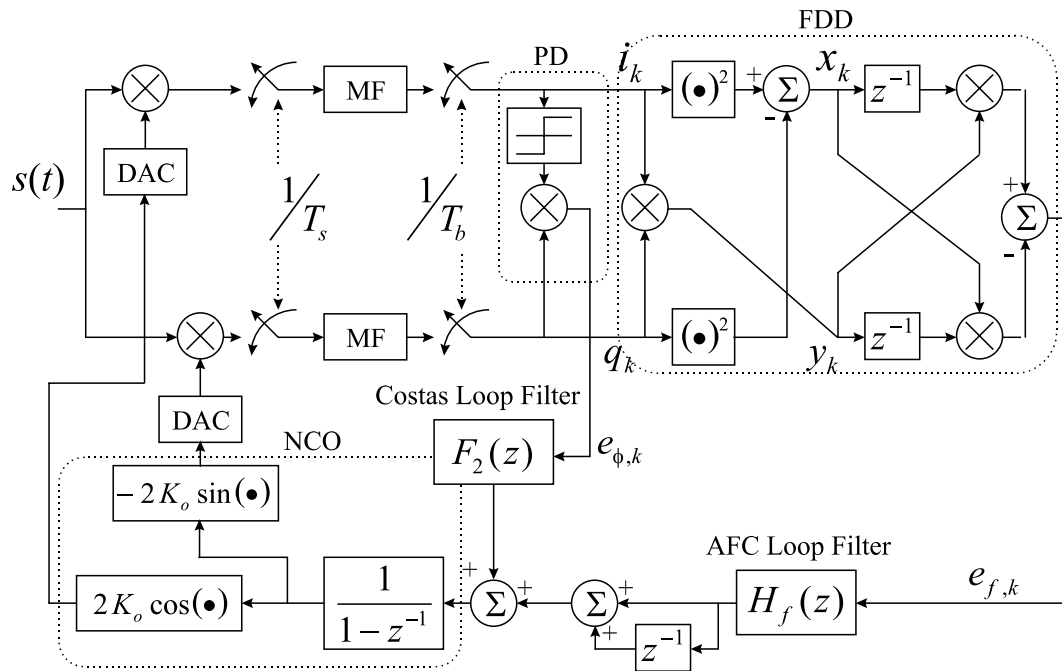 FDD
PD
i_k
x_k
MF
(•)²
+
Σ
-
z⁻¹
DAC
s(t)
1/T_s
1/T_b
+
Σ
-
MF
q_k
(•)²
y_k
z⁻¹
DAC
Costas Loop Filter
NCO
F₂(z)
e_ϕ,k
−2K_o sin(•)
AFC Loop Filter
2K_o cos(•)
1/(1−z⁻¹)
+
Σ
+
Σ
+
+
z⁻¹
H_f(z)
e_f,k